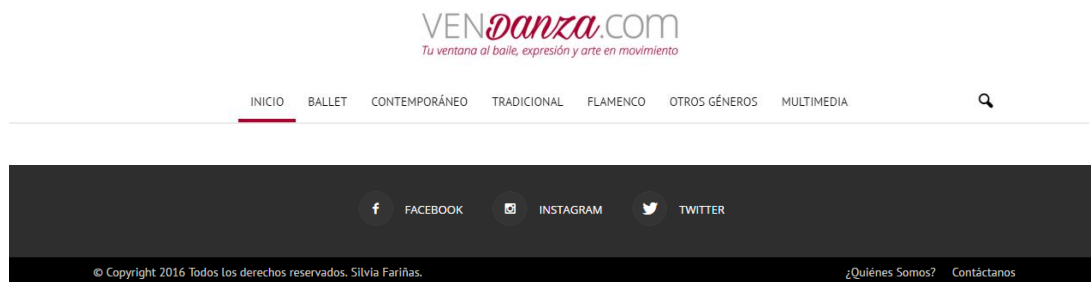 VENDanza.com
Tu ventana al baile, expresión y arte en movimiento
INICIO BALLET CONTEMPORÁNEO TRADICIONAL FLAMENCO OTROS GÉNEROS MULTIMEDIA
FACEBOOK INSTAGRAM TWITTER
© Copyright 2016 Todos los derechos reservados. Silvia Fariñas. ¿Quiénes Somos? Contáctanos